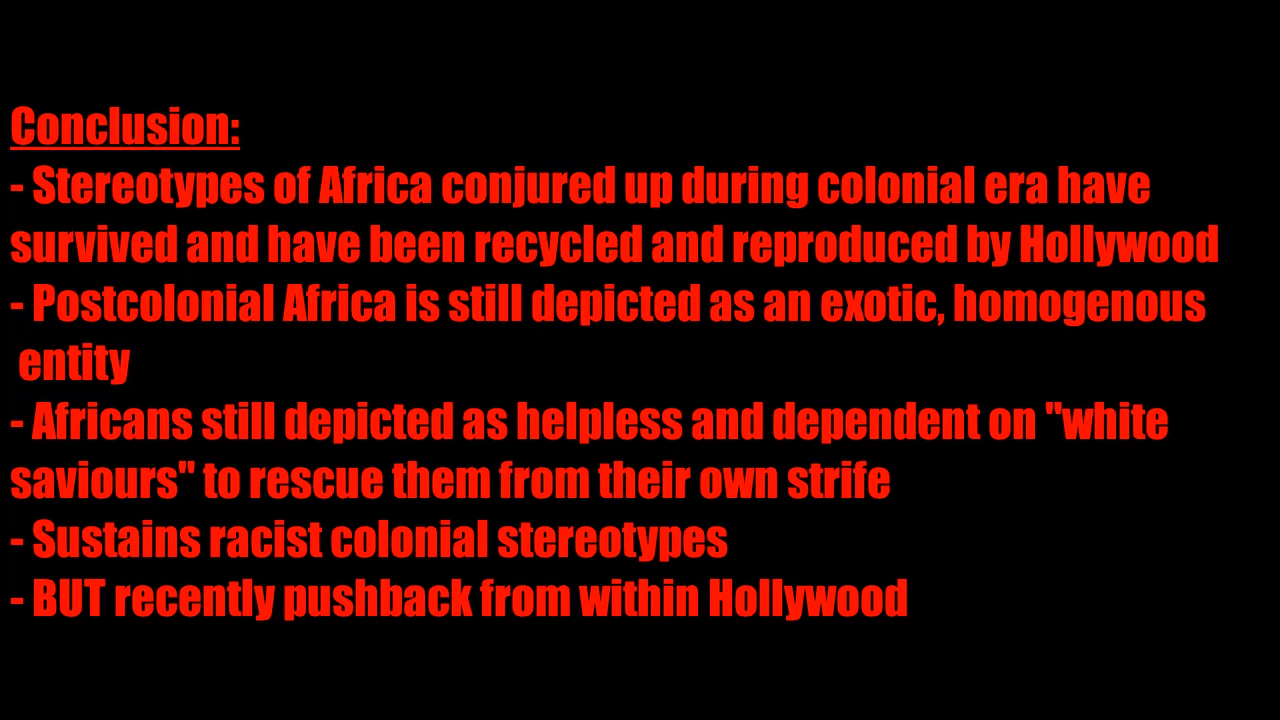 Conclusion:
- Stereotypes of Africa conjured up during colonial era have
survived and have been recycled and reproduced by Hollywood
- Postcolonial Africa is still depicted as an exotic, homogenous
entity
- Africans still depicted as helpless and dependent on "white
saviours" to rescue them from their own strife
- Sustains racist colonial stereotypes
- BUT recently pushback from within Hollywood